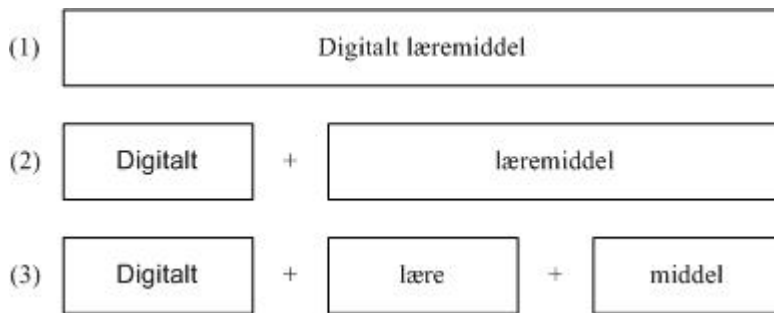 (1) Digitalt læremiddel
(2) Digitalt + læremiddel
(3) Digitalt + lære + middel